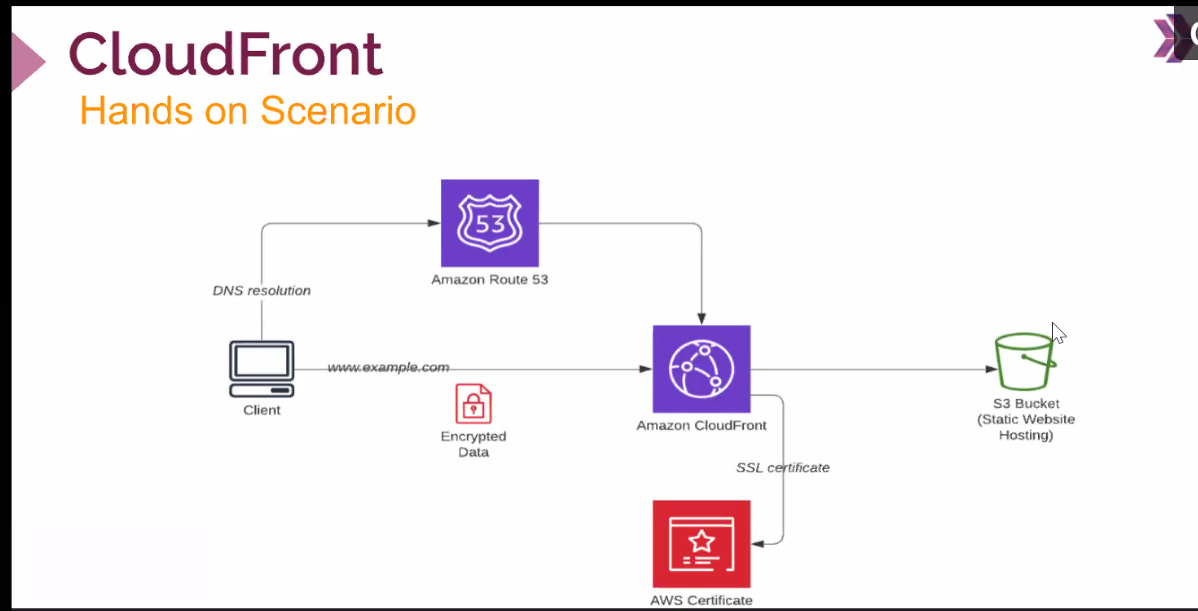 CloudFront
Hands on Scenario
53
Amazon Route 53
DNS resolution
www.example.com
Client
Encrypted
Data
Amazon CloudFront
S3 Bucket
(Static Website
Hosting)
SSL certificate
AWS Certificate